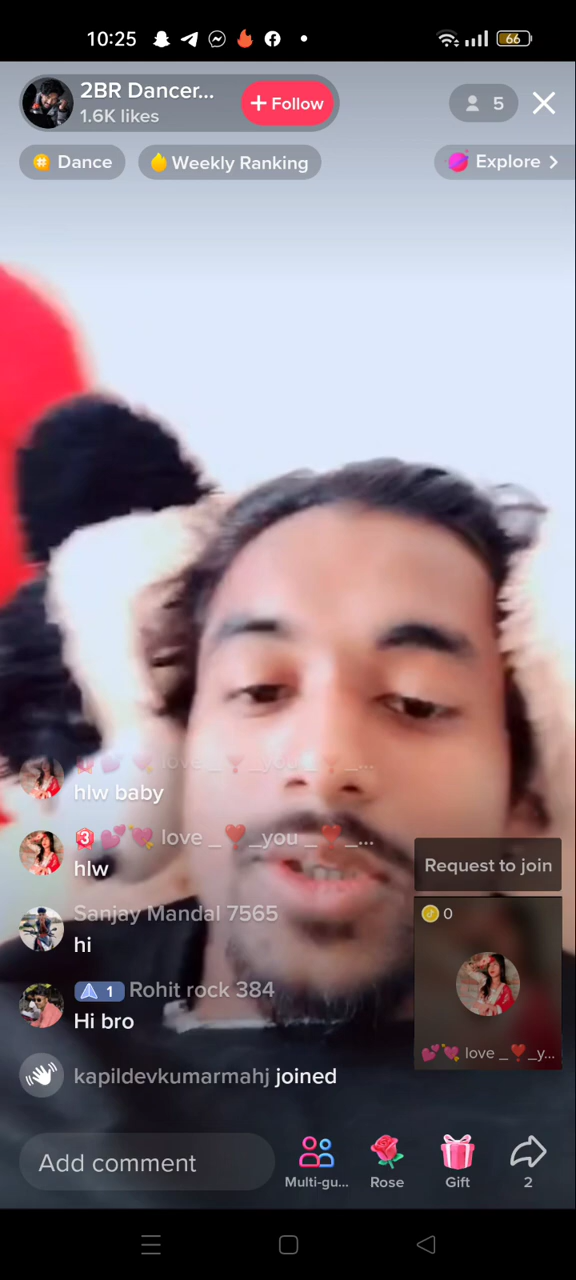 10:25
66
2BR Dancer...
1.6K likes
+ Follow
5
Dance
Weekly Ranking
Explore >
love _❣️_you _❣️_...
hlw baby
3 💕💘 love _❣️_you _❣️_...
hlw
Sanjay Mandal 7565
hi
1 Rohit rock 384
Hi bro
kapildevkumarmahj joined
Request to join
0
💕💘 love _❣️_y...
Add comment
Multi-gu...
Rose
Gift
2